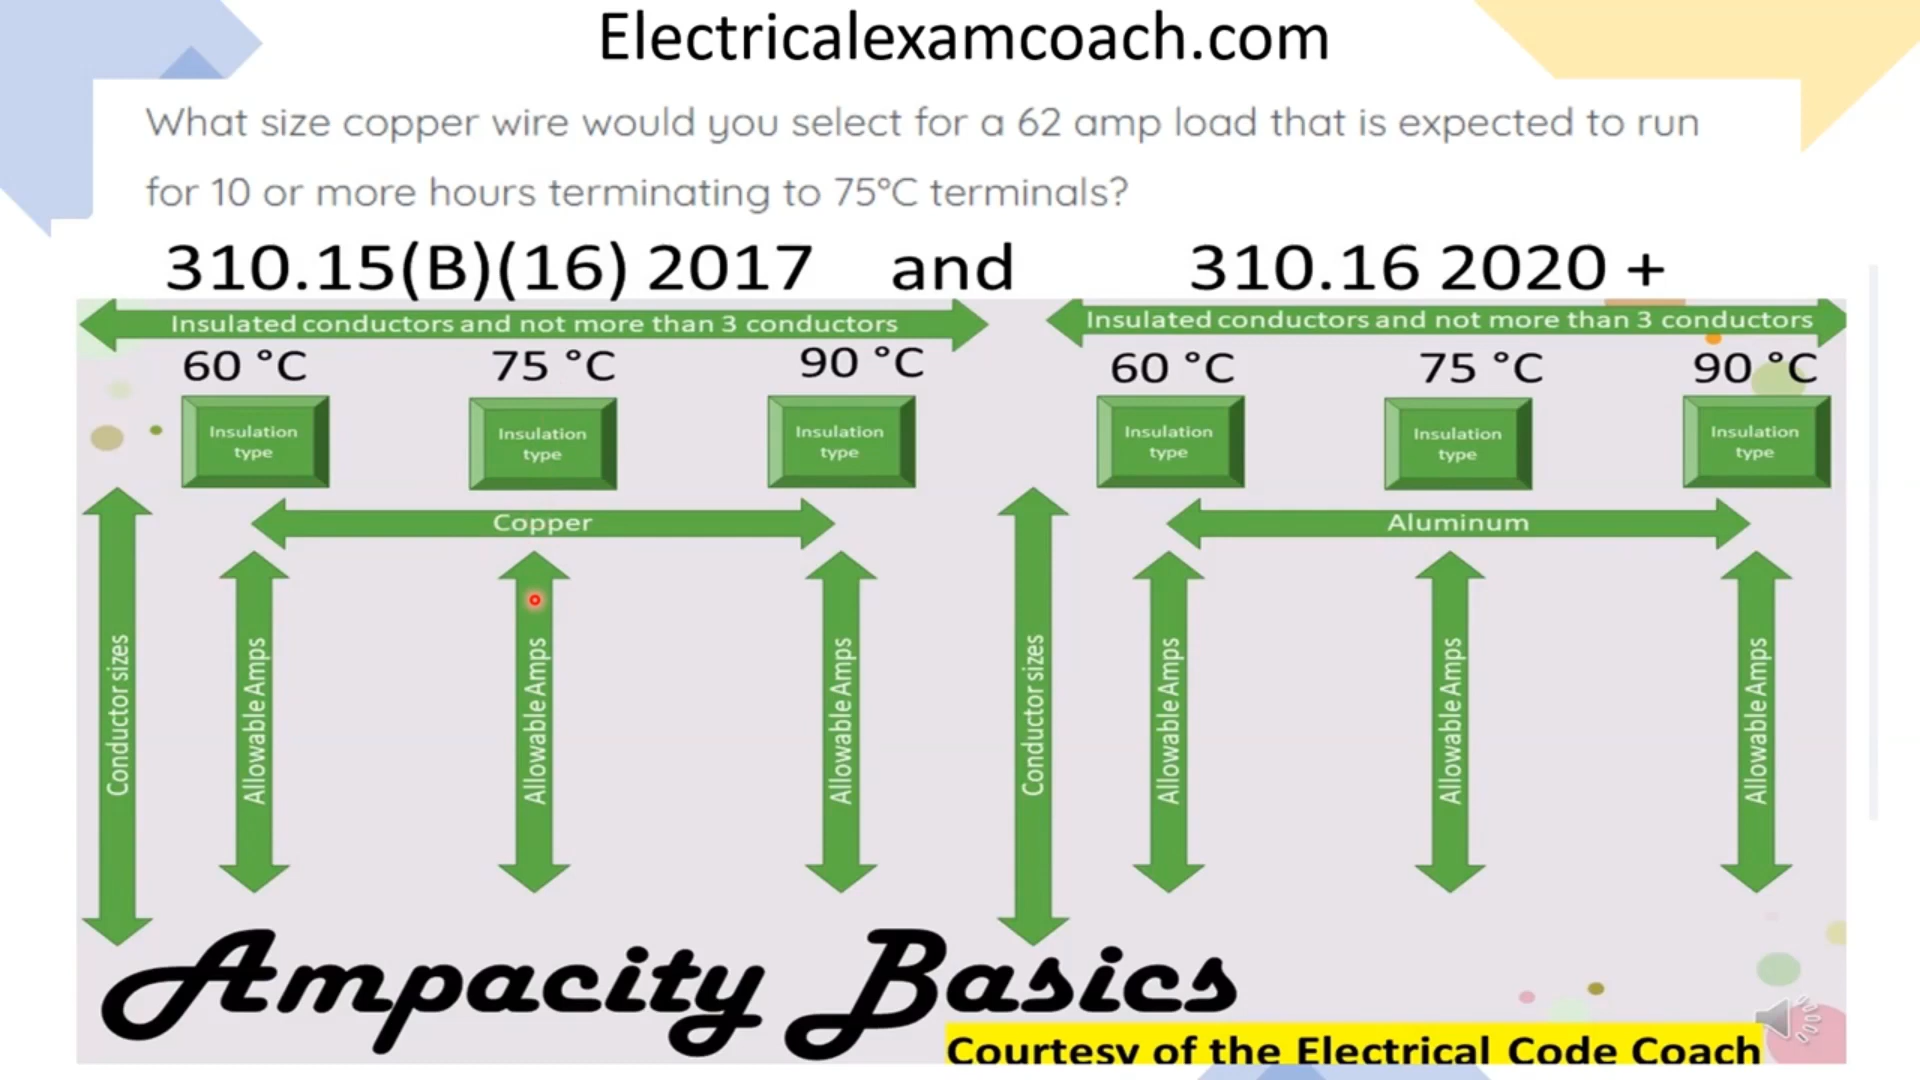 Electricalexamcoach.com
What size copper wire would you select for a 62 amp load that is expected to run
for 10 or more hours terminating to 75°C terminals?
310.15(B)(16) 2017 and 310.16 2020 +
Insulated conductors and not more than 3 conductors
60 °C 75 °C 90 °C
Insulation
type
Insulation
type
Insulation
type
Copper
Conductor sizes
Allowable Amps
Allowable Amps
Allowable Amps
Insulated conductors and not more than 3 conductors
60 °C 75 °C 90 °C
Insulation
type
Insulation
type
Insulation
type
Aluminum
Conductor sizes
Allowable Amps
Allowable Amps
Allowable Amps
Ampacity Basics
Courtesy of the Electrical Code Coach